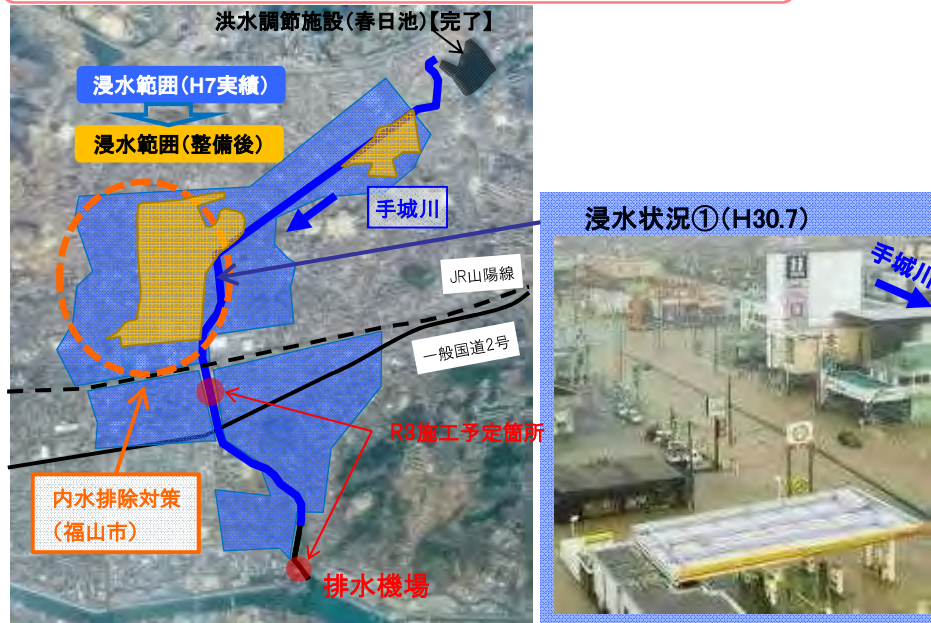 洪水調節施設(春日池)【完了】
浸水範囲(H7実績)
浸水範囲(整備後)
手城川
JR山陽線
一般国道2号
R3施工予定箇所
内水排除対策
(福山市)
排水機場
浸水状況①(H30.7)
手城川